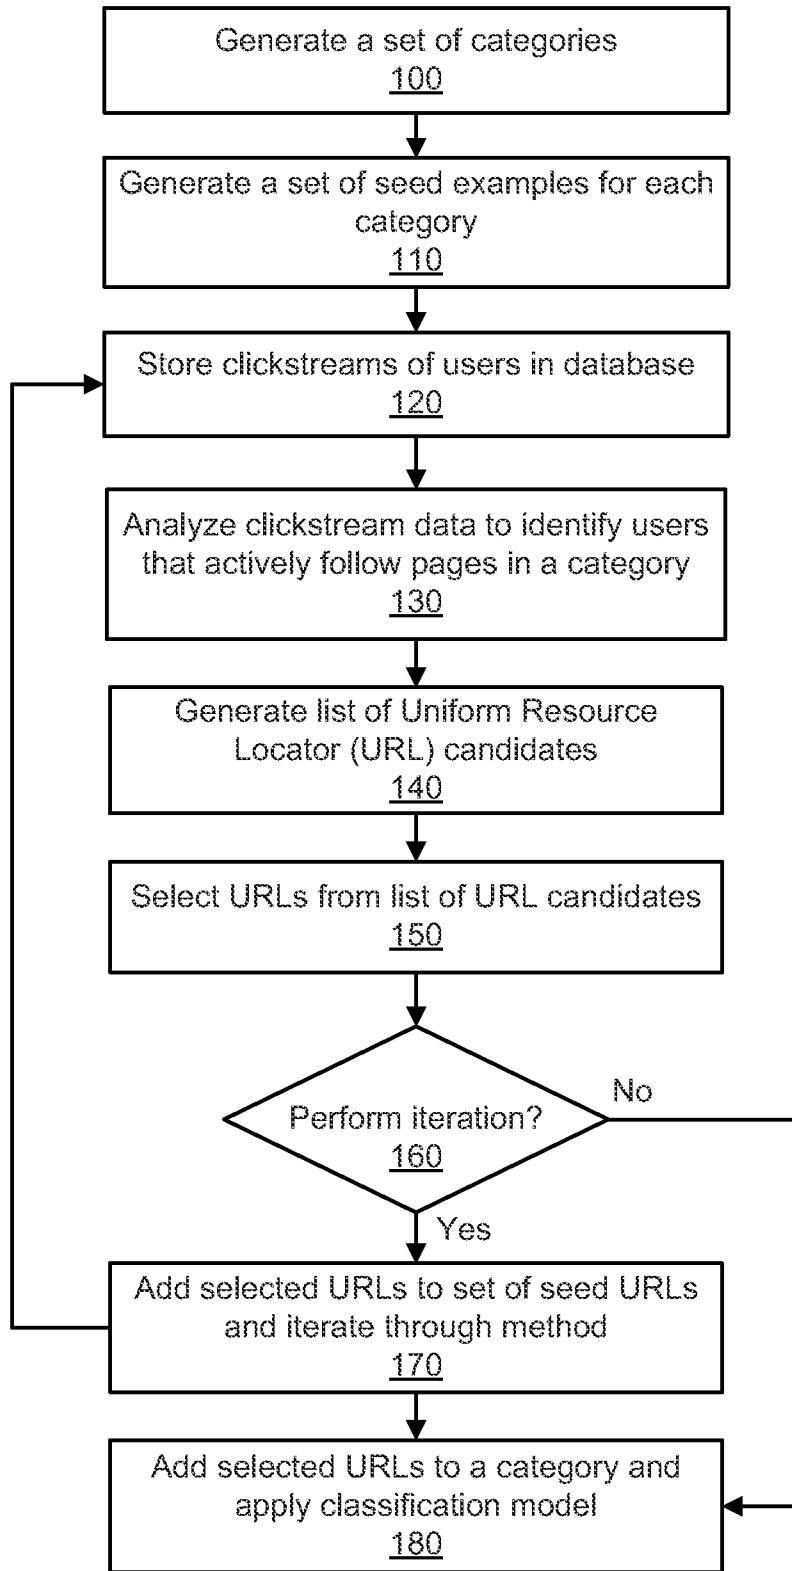 Generate a set of categories
100
Generate a set of seed examples for each
category
110
Store clickstreams of users in database
120
Analyze clickstream data to identify users
that actively follow pages in a category
130
Generate list of Uniform Resource
Locator (URL) candidates
140
Select URLs from list of URL candidates
150
No
Perform iteration?
160
Yes
Add selected URLs to set of seed URLs
and iterate through method
170
Add selected URLs to a category and
apply classification model
180